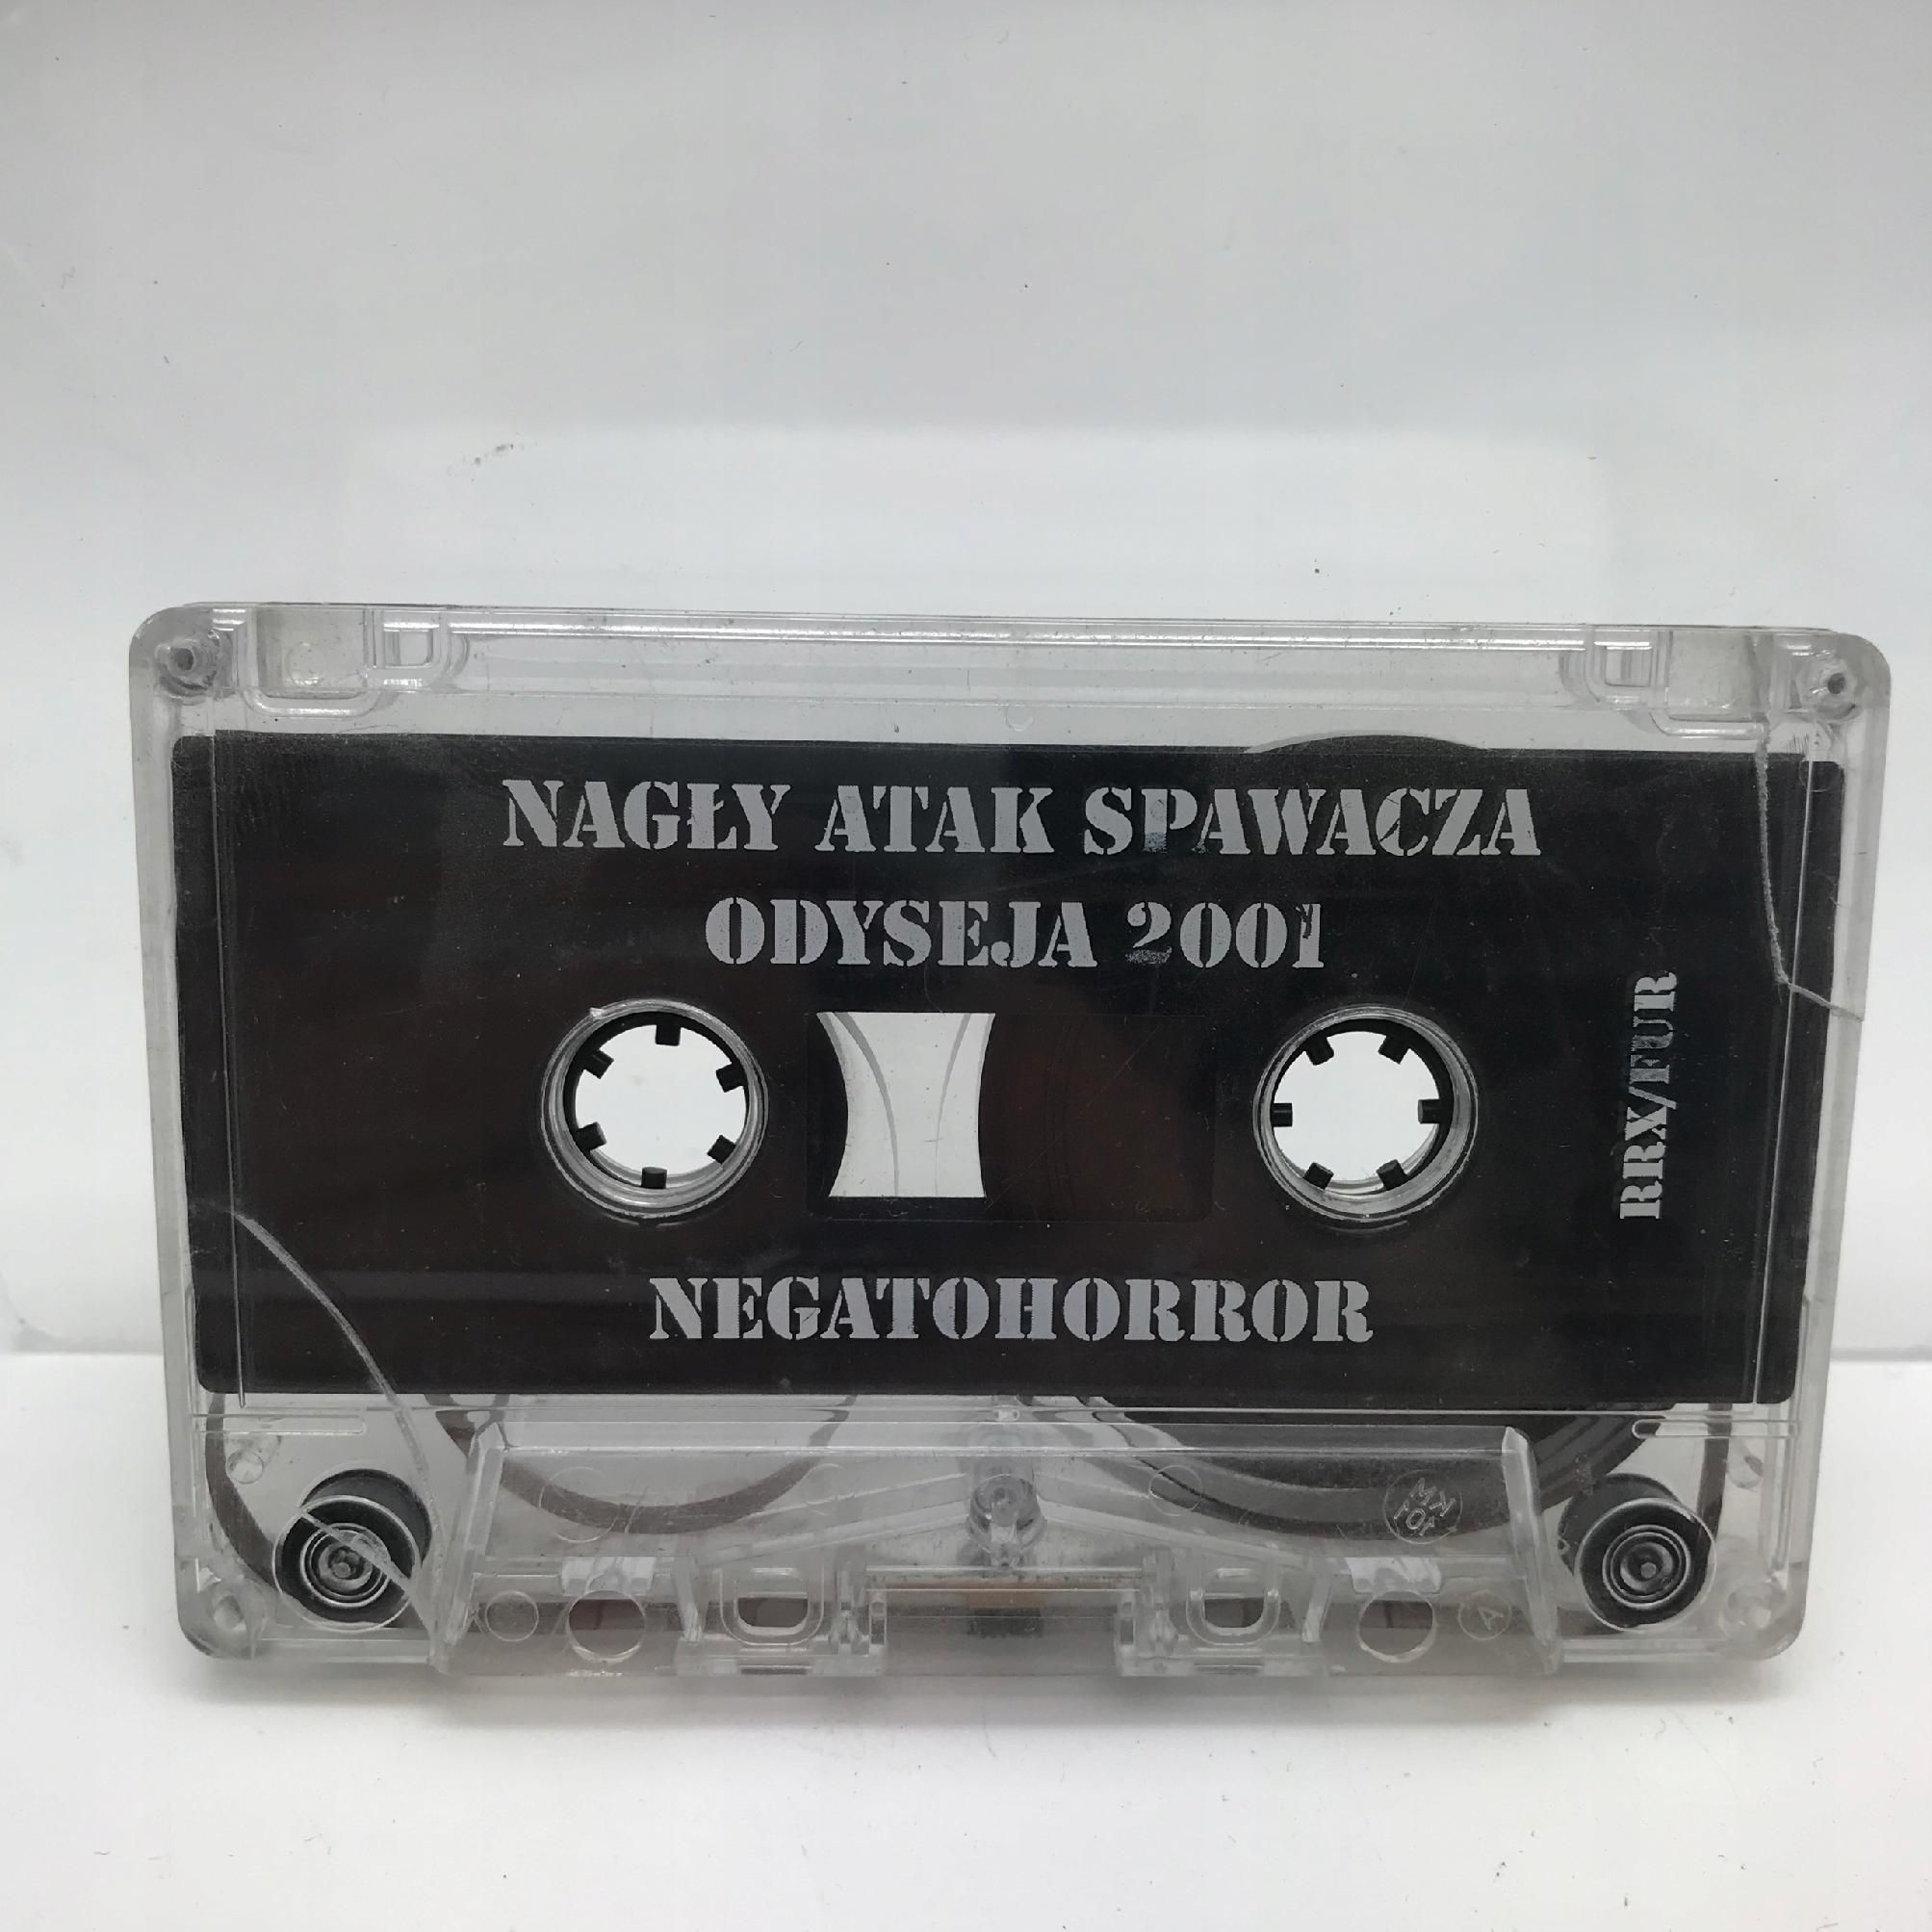 NAGŁY ATAK SPAWACZA
ODYSEJA 2001
RRX/FUR
NEGATOHORROR